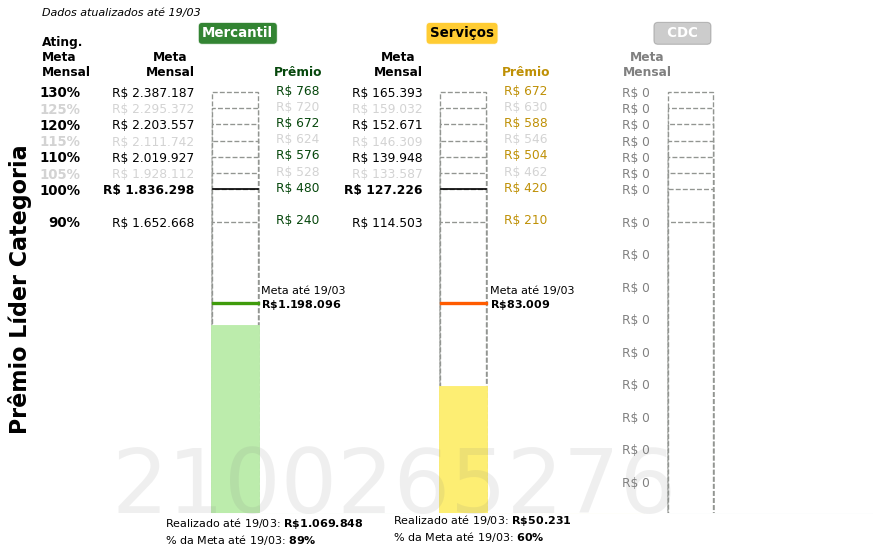 Dados atualizados até 19/03
Mercantil Serviços CDC
Ating. Meta Mensal
Meta Mensal
Prêmio
Meta Mensal
Prêmio
Meta Mensal
130% R$ 2.387.187 R$ 768 R$ 165.393 R$ 672 R$ 0
125% R$ 2.295.372 R$ 720 R$ 159.032 R$ 630 R$ 0
120% R$ 2.203.557 R$ 672 R$ 152.671 R$ 588 R$ 0
115% R$ 2.111.742 R$ 624 R$ 146.309 R$ 546 R$ 0
110% R$ 2.019.927 R$ 576 R$ 139.948 R$ 504 R$ 0
105% R$ 1.928.112 R$ 528 R$ 133.587 R$ 462 R$ 0
100% R$ 1.836.298 R$ 480 R$ 127.226 R$ 420 R$ 0
90% R$ 1.652.668 R$ 240 R$ 114.503 R$ 210 R$ 0
R$ 0
R$ 0
R$ 0
R$ 0
R$ 0
R$ 0
R$ 0
R$ 0
Meta até 19/03
R$1.198.096
Meta até 19/03
R$83.009
Prêmio Líder Categoria
2100265276
Realizado até 19/03: R$1.069.848
% da Meta até 19/03: 89%
Realizado até 19/03: R$50.231
% da Meta até 19/03: 60%